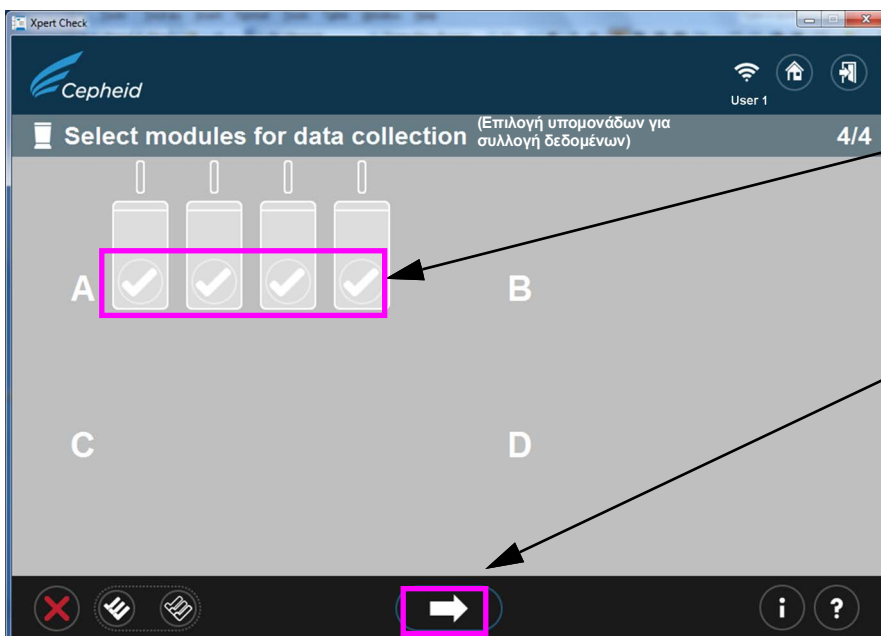 Xpert Check
Cepheid
User 1
Select modules for data collection (Επιλογή υπομονάδων για
συλλογή δεδομένων) 4/4
A
B
C
D
i ?